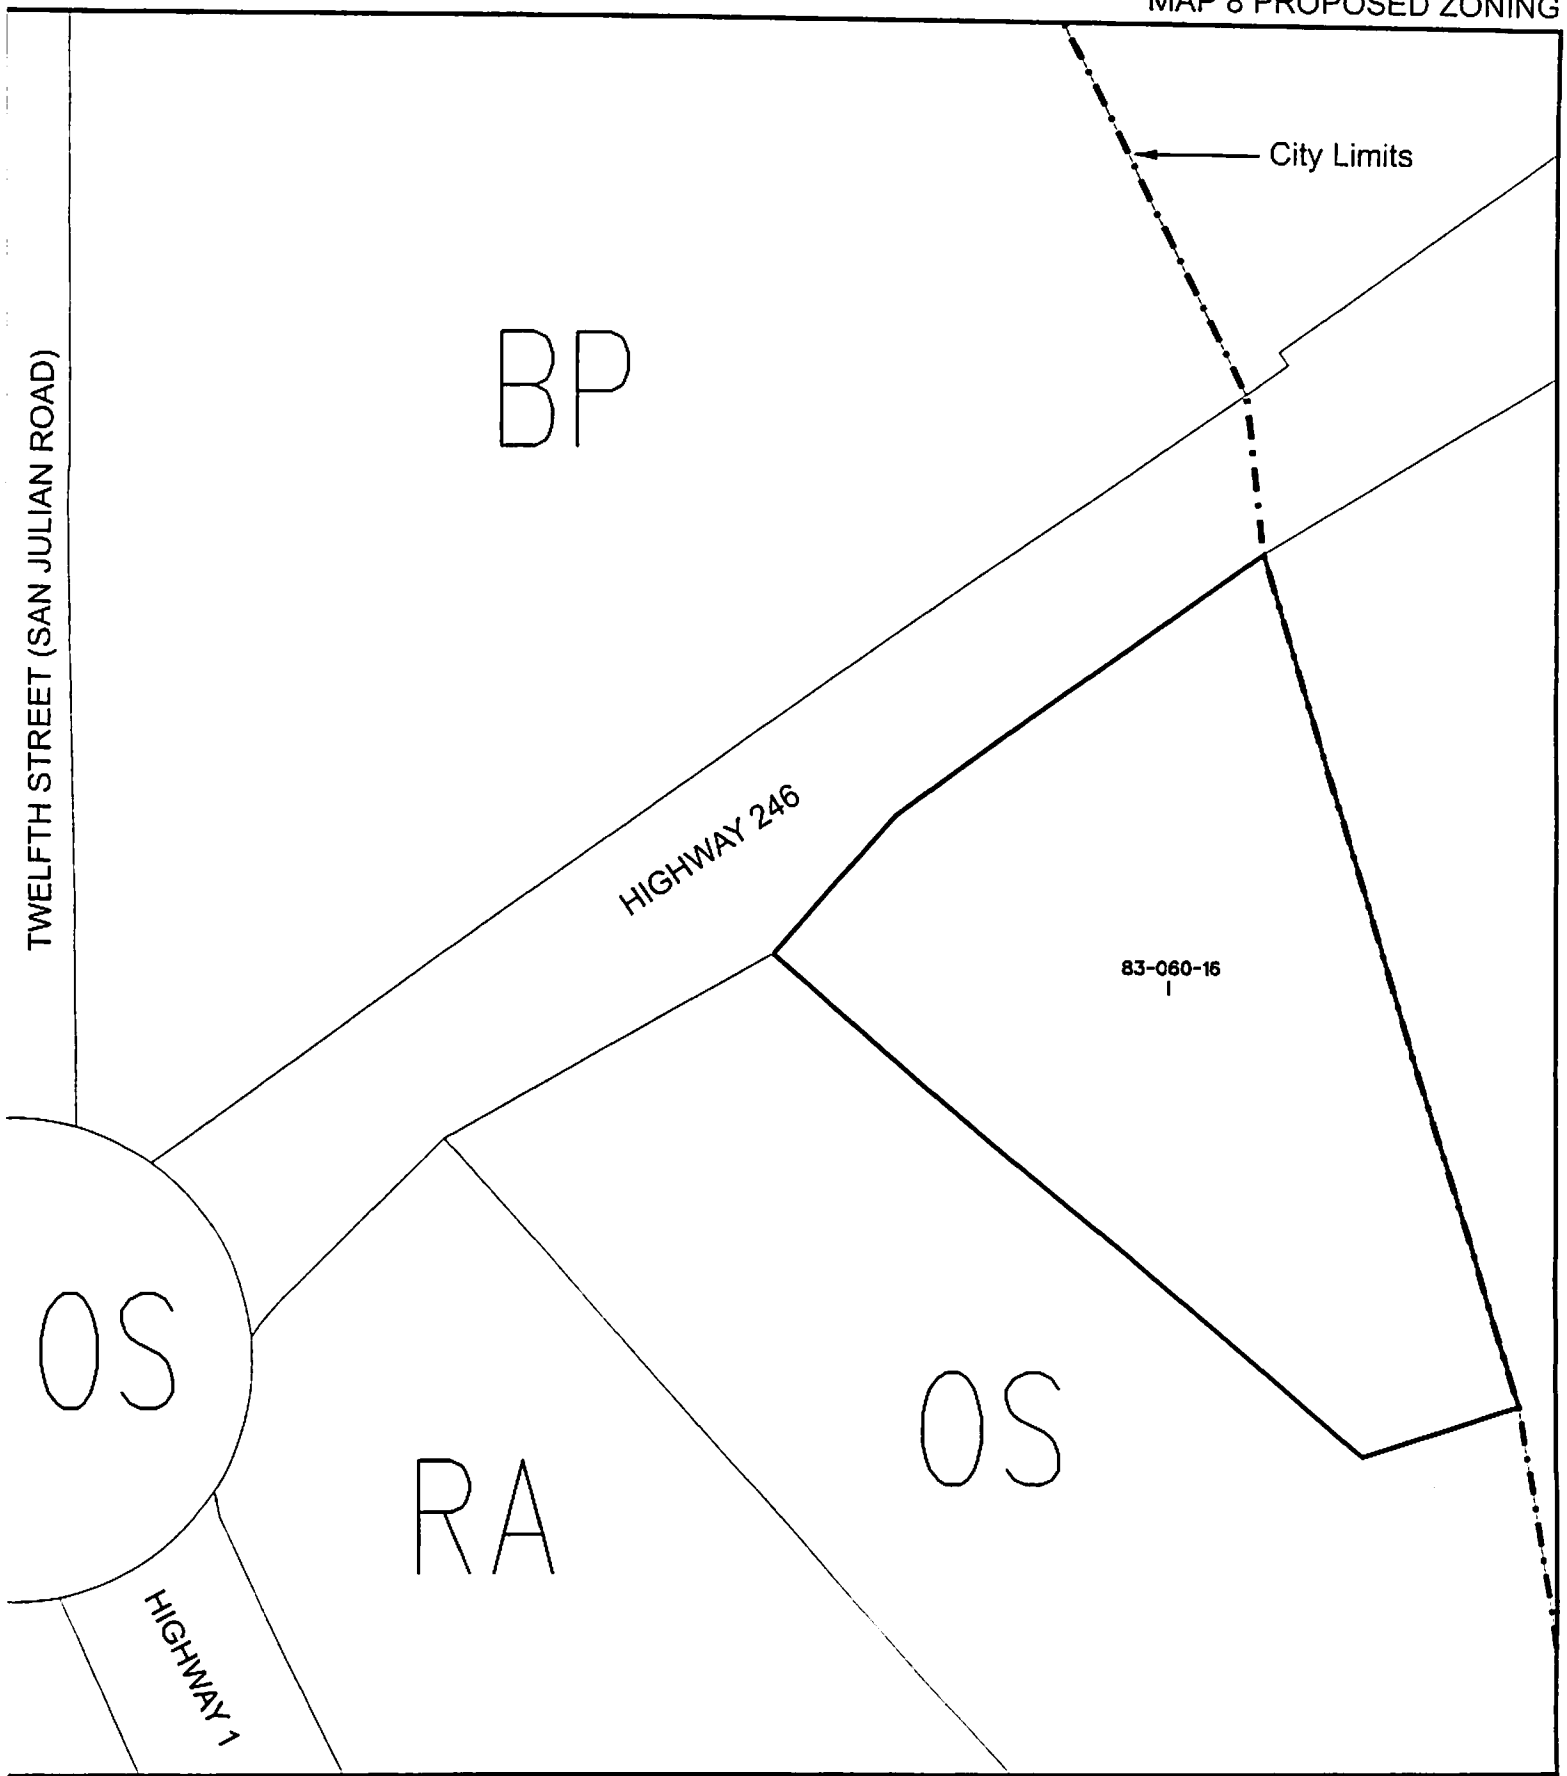 MAP 8 PROPOSED ZONING
City Limits
BP
TWELFTH STREET (SAN JULIAN ROAD)
HIGHWAY 246
83-060-16
OS
OS
RA
HIGHWAY 1